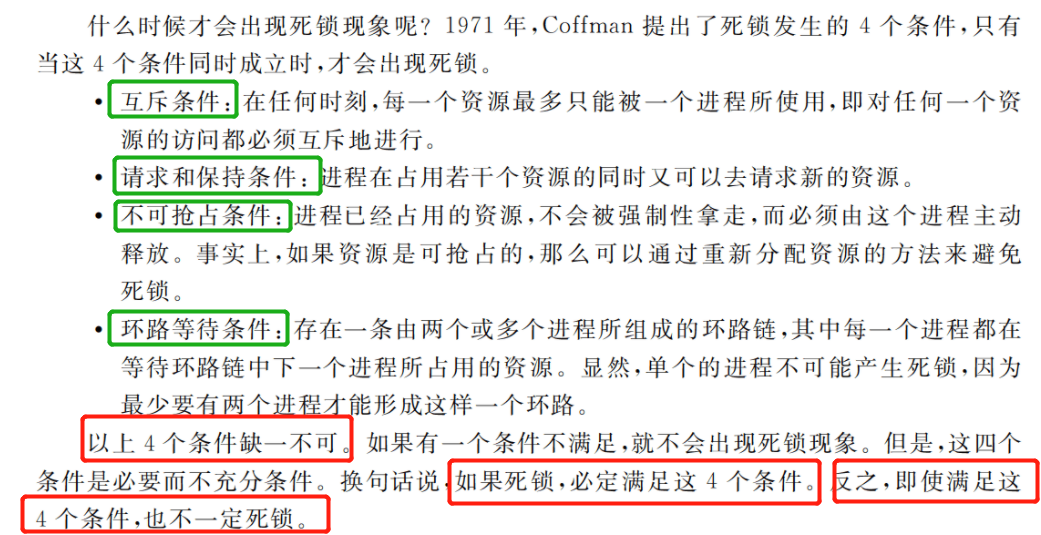 什么时候才会出现死锁现象呢？1971 年，Coffman 提出了死锁发生的 4 个条件，只有
当这 4 个条件同时成立时，才会出现死锁。
• 互斥条件：在任何时刻，每一个资源最多只能被一个进程所使用，即对任何一个资
源的访问都必须互斥地进行。
• 请求和保持条件：进程在占用若干个资源的同时又可以去请求新的资源。
• 不可抢占条件：进程已经占用的资源，不会被强制性拿走，而必须由这个进程主动
释放。事实上，如果资源是可抢占的，那么可以通过重新分配资源的方法来避免
死锁。
• 环路等待条件：存在一条由两个或多个进程所组成的环路链，其中每一个进程都在
等待环路链中下一个进程所占用的资源。显然，单个的进程不可能产生死锁，因为
最少要有两个进程才能形成这样一个环路。
以上 4 个条件缺一不可。如果有一个条件不满足，就不会出现死锁现象。但是，这四个
条件是必要而不充分条件。换句话说，如果死锁，必定满足这 4 个条件。反之，即使满足这
4 个条件，也不一定死锁。